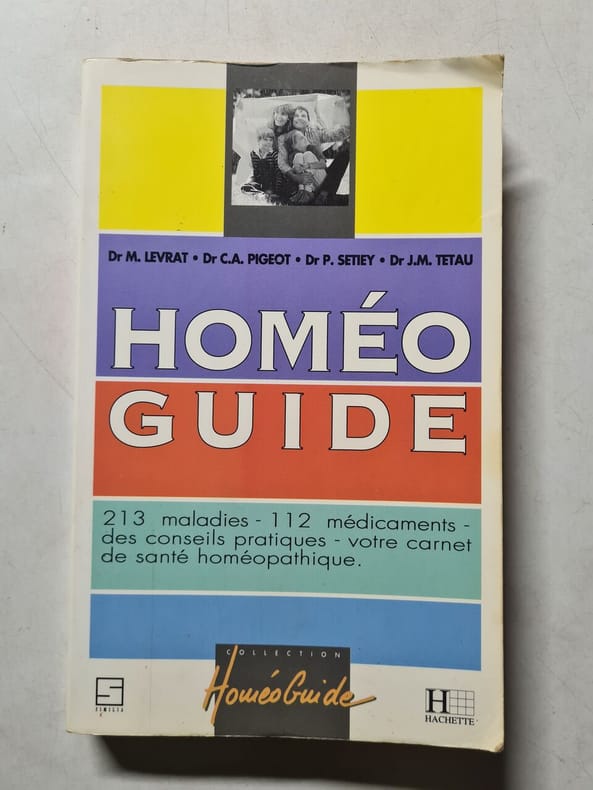 Dr M. LEVRAT • Dr C.A. PIGEOT • Dr P. SETIEY • Dr J.M. TETAU
HOMÉO
GUIDE
213 maladies - 112 médicaments -
des conseils pratiques - votre carnet
de santé homéopathique.
COLLECTION
HoméoGuide
H
HACHETTE